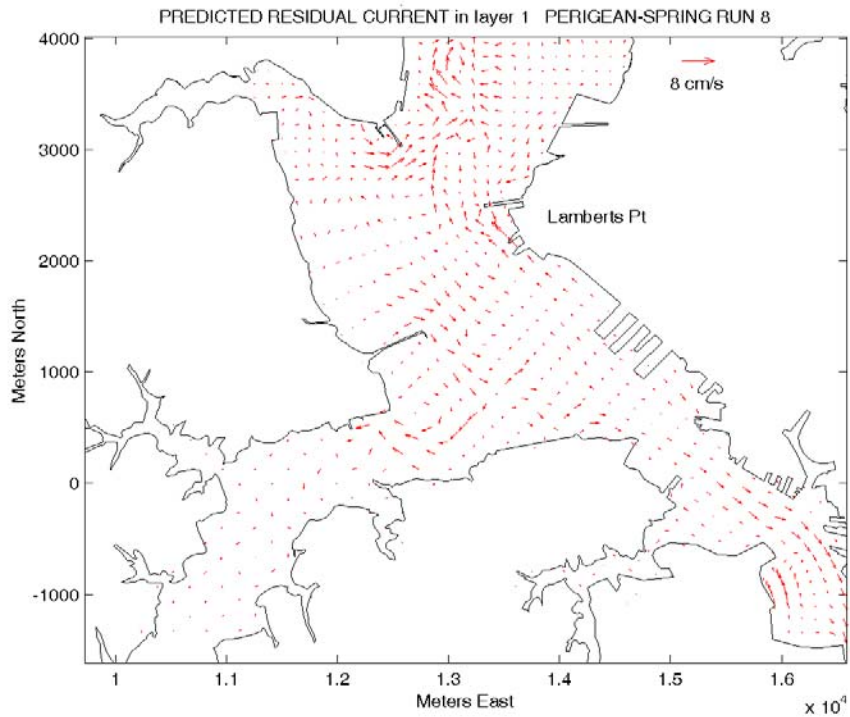 PREDICTED RESIDUAL CURRENT in layer 1 PERIGEAN-SPRING RUN 8
4000
8 cm/s
3000
Lamberts Pt
2000
Meters North
1000
0
-1000
1 1.1 1.2 1.3 1.4 1.5 1.6
Meters East
x 10^4